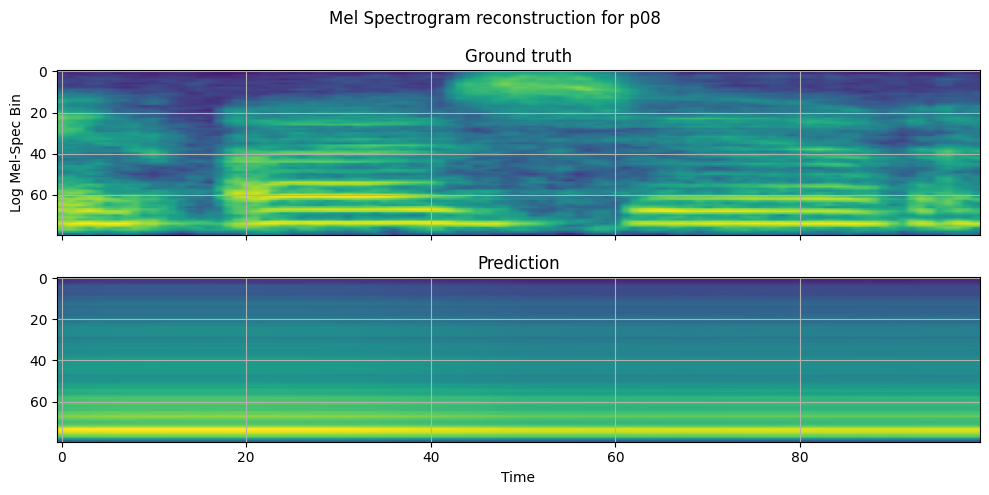 Mel Spectrogram reconstruction for p08
Ground truth
0
20
40
60
Log Mel-Spec Bin
Prediction
0
20
40
60
0 20 40 60 80
Time